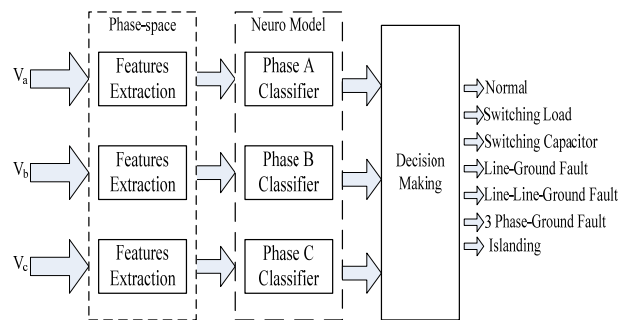 Phase-space
Neuro Model
Va
Features
Extraction
Phase A
Classifier
Vb
Features
Extraction
Phase B
Classifier
Vc
Features
Extraction
Phase C
Classifier
Decision
Making
Normal
Switching Load
Switching Capacitor
Line-Ground Fault
Line-Line-Ground Fault
3 Phase-Ground Fault
Islanding